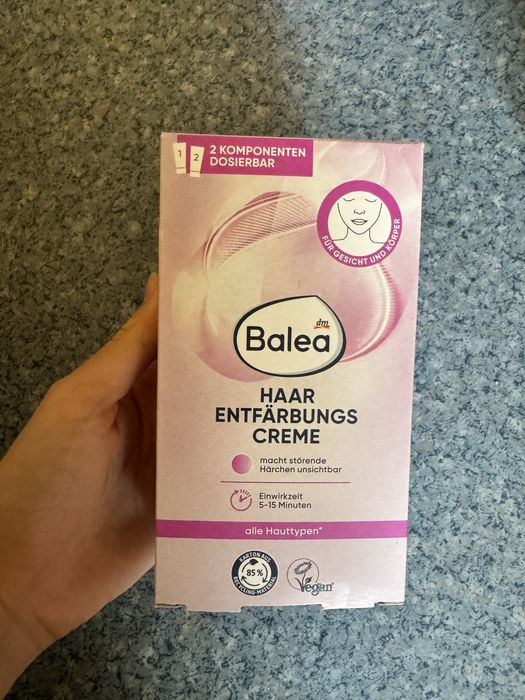 1 2
2 KOMPONENTEN
DOSIERBAR
FÜR GESICHT UND KÖRPER
dm
Balea
HAAR
ENTFÄRBUNGS
CREME
macht störende
Härchen unsichtbar
Einwirkzeit
5-15 Minuten
alle Hauttypen*
KARTON AUS
85%
RECYCLING-MATERIAL
Vegan